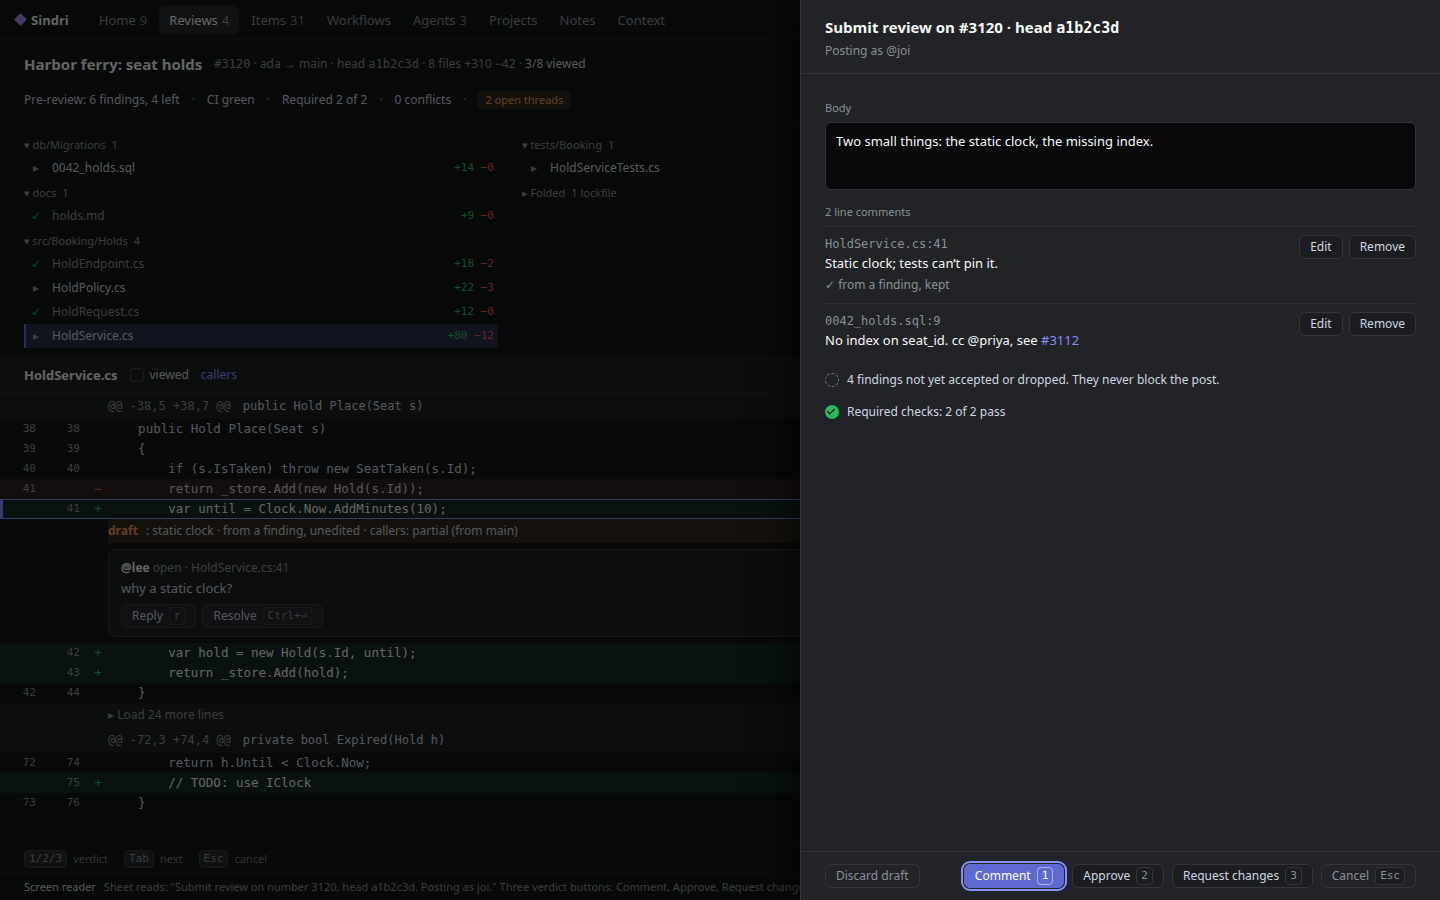 Sindri Home 9 Reviews 4 Items 31 Workflows Agents 3 Projects Notes Context
Harbor ferry: seat holds #3120 · ada → main · head a1b2c3d · 8 files +310 −42 · 3/8 viewed
Pre-review: 6 findings, 4 left · CI green · Required 2 of 2 · 0 conflicts · 2 open threads
▾ db/Migrations 1
▸ 0042_holds.sql +14 −0
▾ docs 1
✓ holds.md +9 −0
▾ src/Booking/Holds 4
✓ HoldEndpoint.cs +18 −2
▸ HoldPolicy.cs +22 −3
✓ HoldRequest.cs +12 −0
▸ HoldService.cs +80 −12
▾ tests/Booking 1
▸ HoldServiceTests.cs
▸ Folded 1 lockfile
HoldService.cs viewed callers
@@ -38,5 +38,7 @@ public Hold Place(Seat s)
38 38 public Hold Place(Seat s)
39 39 {
40 40 if (s.IsTaken) throw new SeatTaken(s.Id);
41 − return _store.Add(new Hold(s.Id));
41 + var until = Clock.Now.AddMinutes(10);
draft : static clock · from a finding, unedited · callers: partial (from main)
@lee open · HoldService.cs:41
why a static clock?
Reply r Resolve Ctrl+⏎
42 + var hold = new Hold(s.Id, until);
43 + return _store.Add(hold);
42 44 }
▸ Load 24 more lines
@@ -72,3 +74,4 @@ private bool Expired(Hold h)
72 74 return h.Until < Clock.Now;
75 + // TODO: use IClock
73 76 }
1/2/3 verdict Tab next Esc cancel
Screen reader Sheet reads: "Submit review on number 3120, head a1b2c3d. Posting as joi." Three verdict buttons: Comment, Approve, Request change
Submit review on #3120 · head a1b2c3d
Posting as @joi
Body
Two small things: the static clock, the missing index.
2 line comments
HoldService.cs:41 Edit Remove
Static clock; tests can’t pin it.
✓ from a finding, kept
0042_holds.sql:9 Edit Remove
No index on seat_id. cc @priya, see #3112
4 findings not yet accepted or dropped. They never block the post.
Required checks: 2 of 2 pass
Discard draft Comment 1 Approve 2 Request changes 3 Cancel Esc